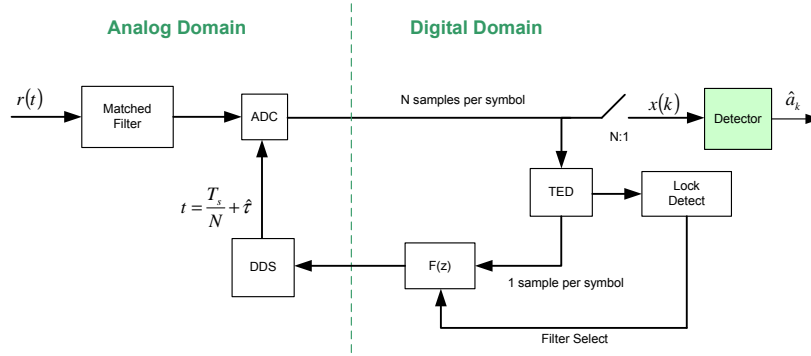 Analog Domain
Digital Domain
r(t)
Matched
Filter
ADC
N samples per symbol
N:1
x(k)
Detector
â_k
t = T_s/N + τ̂
TED
Lock
Detect
DDS
F(z)
1 sample per symbol
Filter Select